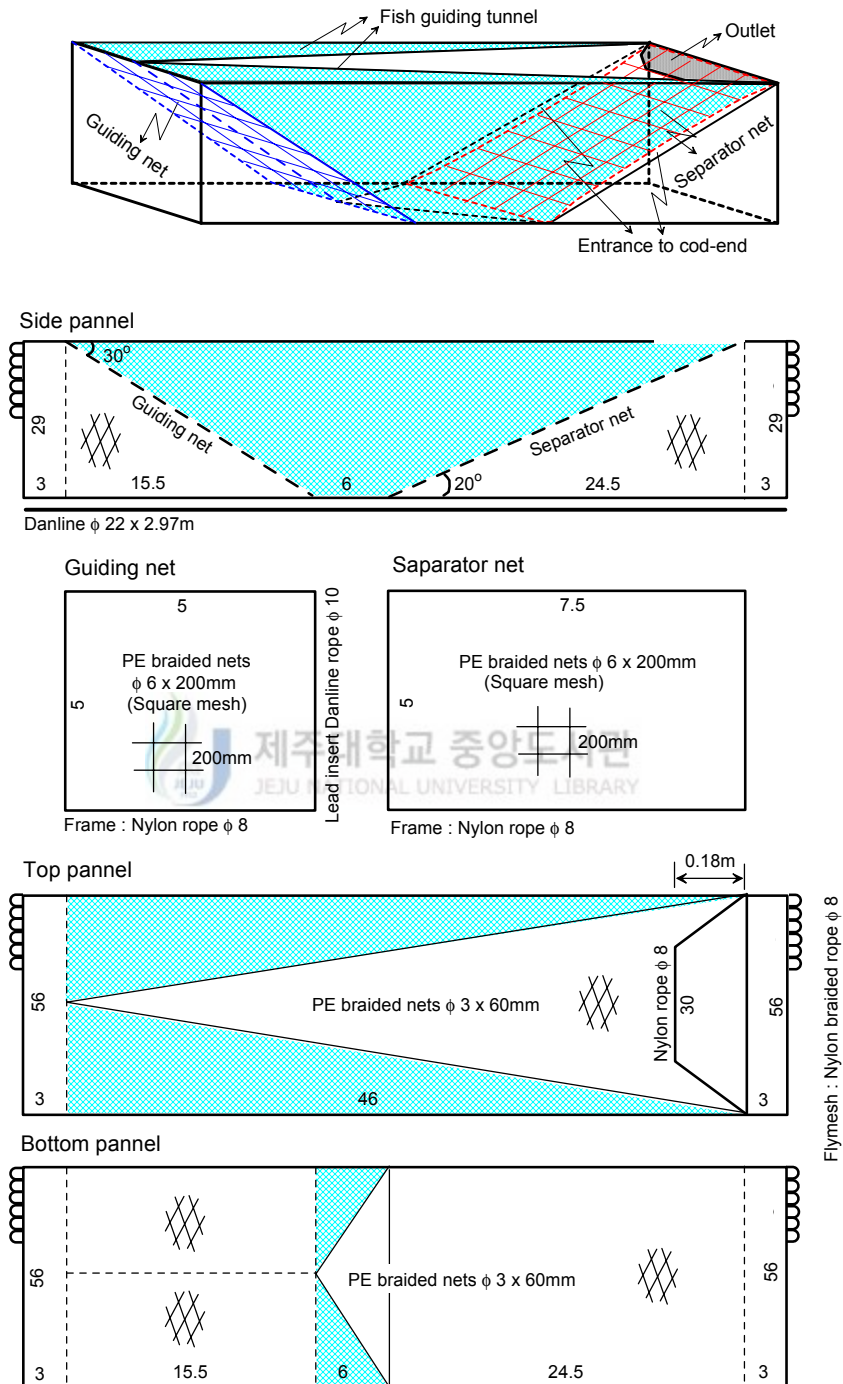 Fish guiding tunnel
Outlet
Guiding net
Separator net
Entrance to cod-end
Side pannel
30°
Guiding net
Separator net
29
29
3
15.5
6
20°
24.5
3
Danline ϕ 22 x 2.97m
Guiding net
Saparator net
5
5
PE braided nets
ϕ 6 x 200mm
(Square mesh)
200mm
Lead insert Danline rope ϕ 10
Frame : Nylon rope ϕ 8
7.5
5
PE braided nets ϕ 6 x 200mm
(Square mesh)
200mm
Frame : Nylon rope ϕ 8
제주대학교 중앙도서관
JEJU NATIONAL UNIVERSITY LIBRARY
JEJU
Top pannel
0.18m
56
PE braided nets ϕ 3 x 60mm
Nylon rope ϕ 8
30
56
3
46
3
Flymesh : Nylon braided rope ϕ 8
Bottom pannel
56
PE braided nets ϕ 3 x 60mm
56
3
15.5
6
24.5
3